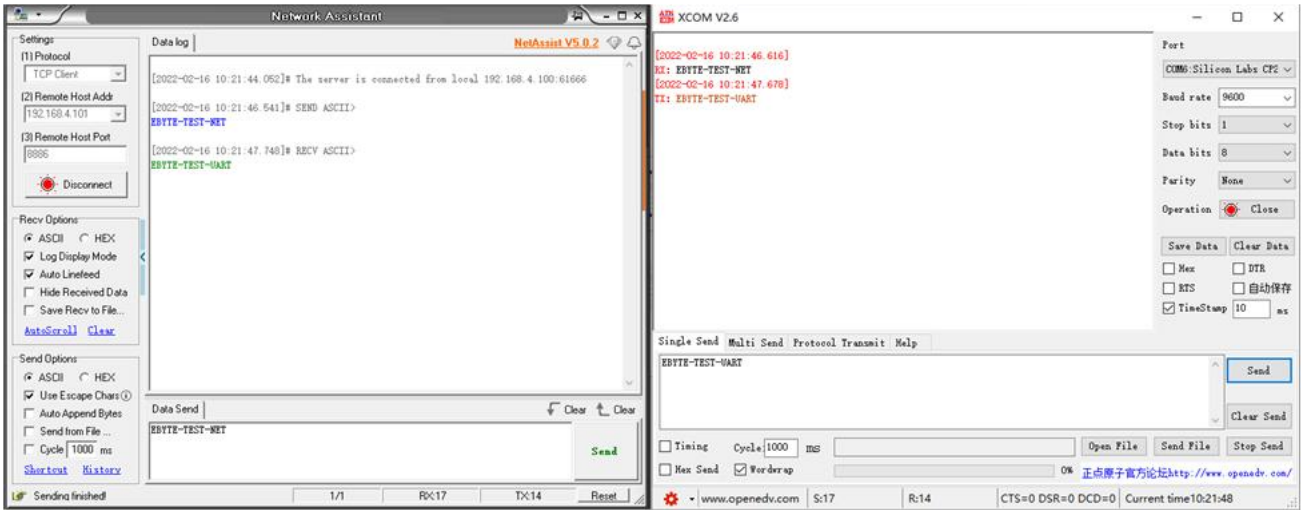 Network Assistant
Settings
(1) Protocol
TCP Client
(2) Remote Host Addr
192.168.4.101
(3) Remote Host Port
8886
Disconnect
Recv Options
ASCII HEX
Log Display Mode
Auto Linefeed
Hide Received Data
Save Recv to File...
AutoScroll Clear
Send Options
ASCII HEX
Use Escape Chars
Auto Append Bytes
Send from File ...
Cycle 1000 ms
Shortcut History
Data log
NetAssist V5.0.2
[2022-02-16 10:21:44.052]# The server is connected from local 192.168.4.100:61666
[2022-02-16 10:21:46.541]# SEND ASCII>
EBYTE-TEST-NET
[2022-02-16 10:21:47.748]# RECV ASCII>
EBYTE-TEST-UART
Data Send
Clear Clear
EBYTE-TEST-NET
Send
Sending finished!
1/1
RX:17
TX:14
Reset
XCOM V2.6
[2022-02-16 10:21:46.616]
RX: EBYTE-TEST-NET
[2022-02-16 10:21:47.678]
TX: EBYTE-TEST-UART
Port
COM6:Silicon Labs CP2
Baud rate 9600
Stop bits 1
Data bits 8
Parity None
Operation Close
Save Data Clear Data
Hex DTR
RTS 自动保存
TimeStamp 10 ms
Single Send Multi Send Protocol Transmit Help
EBYTE-TEST-UART
Send
Clear Send
Timing Cycle: 1000 ms
Open File Send File Stop Send
Hex Send Wordwrap
0% 正点原子官方论坛http://www.openedv.com/
www.openedv.com S:17 R:14 CTS=0 DSR=0 DCD=0 Current time10:21:48